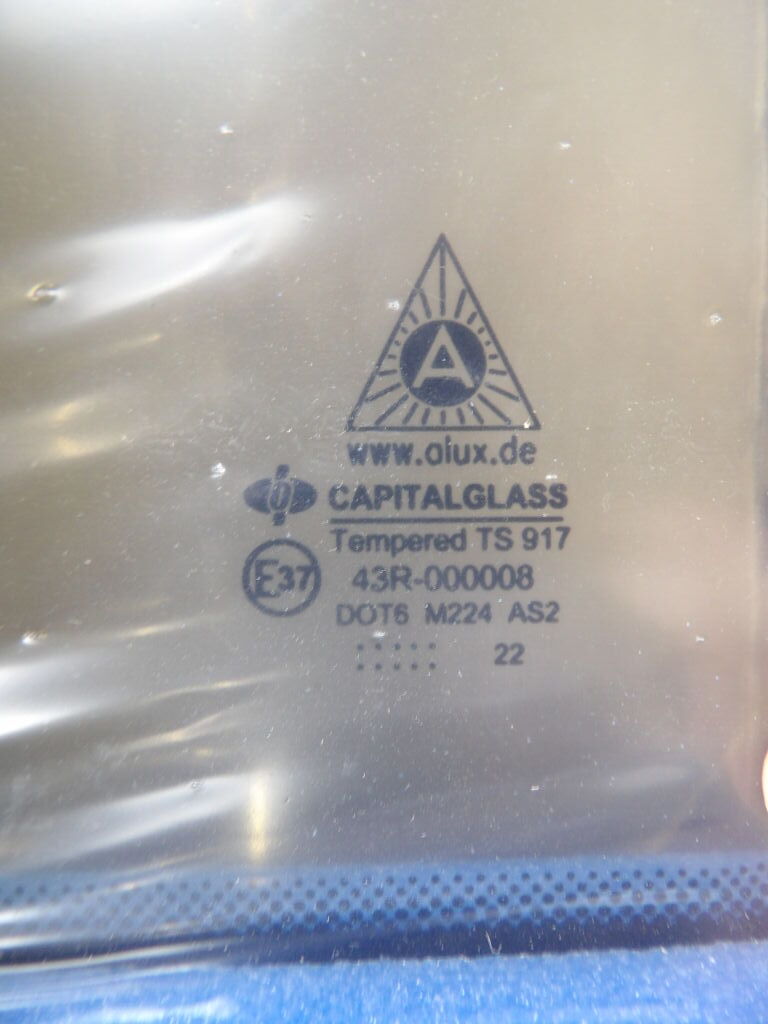 A
www.alux.de
CAPITALGLASS
Tempered TS 917
E37 43R-000008
DOT6 M224 AS2
22